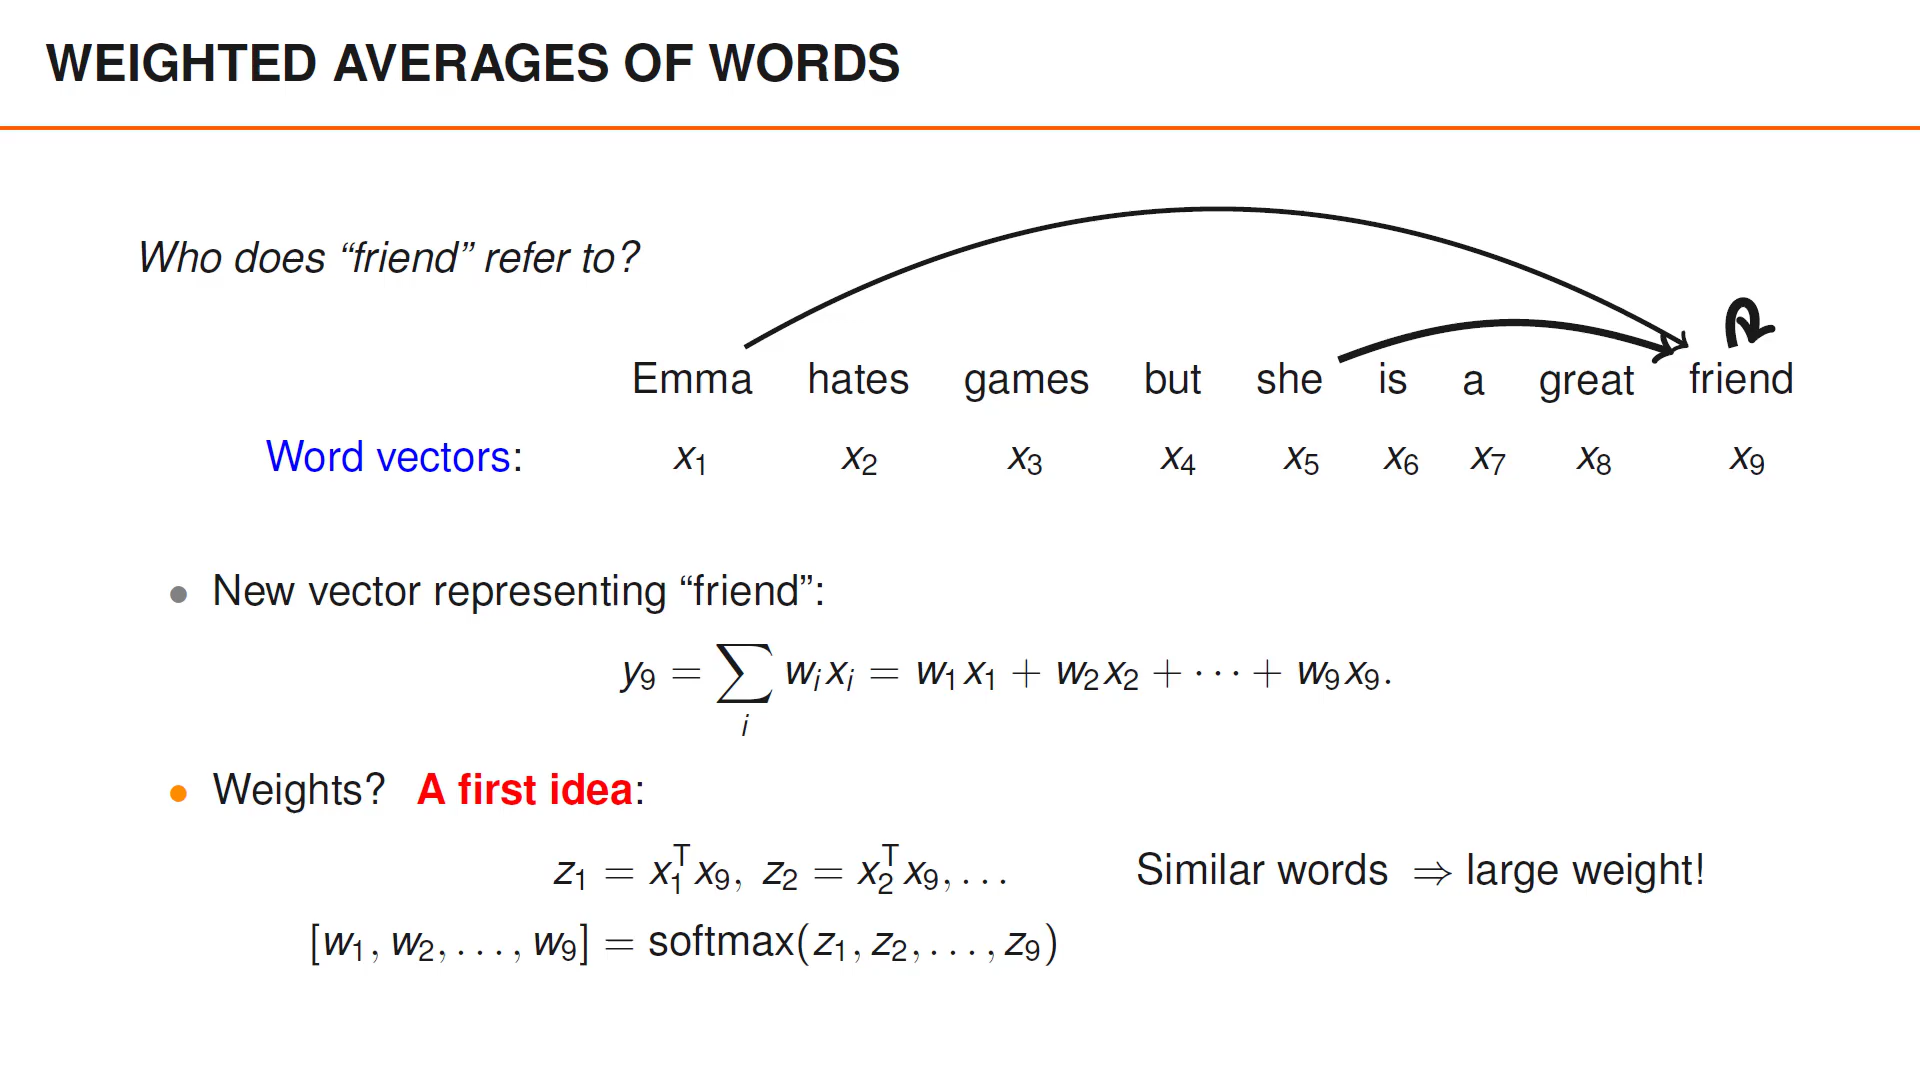 WEIGHTED AVERAGES OF WORDS
Who does “friend” refer to?
Emma hates games but she is a great friend
Word vectors: x₁ x₂ x₃ x₄ x₅ x₆ x₇ x₈ x₉
• New vector representing “friend”:
y₉ = ∑ᵢ wᵢxᵢ = w₁x₁ + w₂x₂ + ⋯ + w₉x₉.
• Weights? A first idea:
z₁ = x₁ᵀx₉, z₂ = x₂ᵀx₉, … Similar words ⇒ large weight!
[w₁, w₂, …, w₉] = softmax(z₁, z₂, …, z₉)